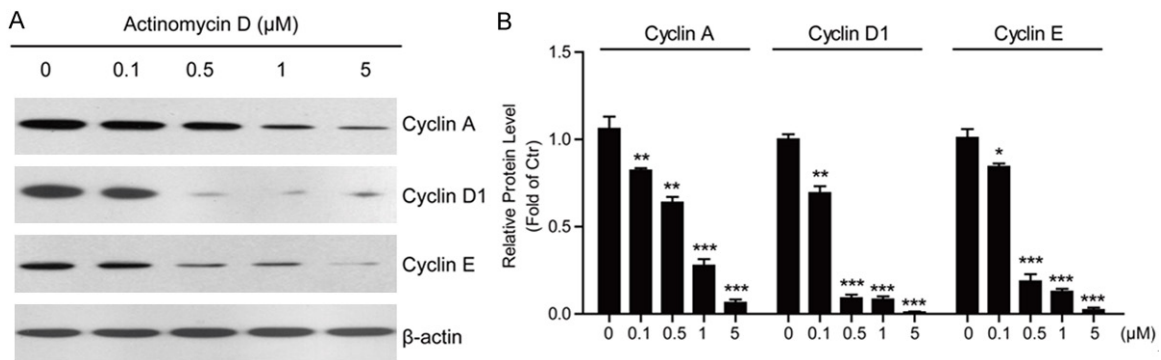 A
Actinomycin D (μM)
0 0.1 0.5 1 5
Cyclin A
Cyclin D1
Cyclin E
β-actin
B
Cyclin A Cyclin D1 Cyclin E
Relative Protein Level
(Fold of Ctr)
1.5
1.0
0.5
0.0
** ** *** ***
** *** *** ***
* *** *** ***
0 0.1 0.5 1 5 0 0.1 0.5 1 5 0 0.1 0.5 1 5 (μM)